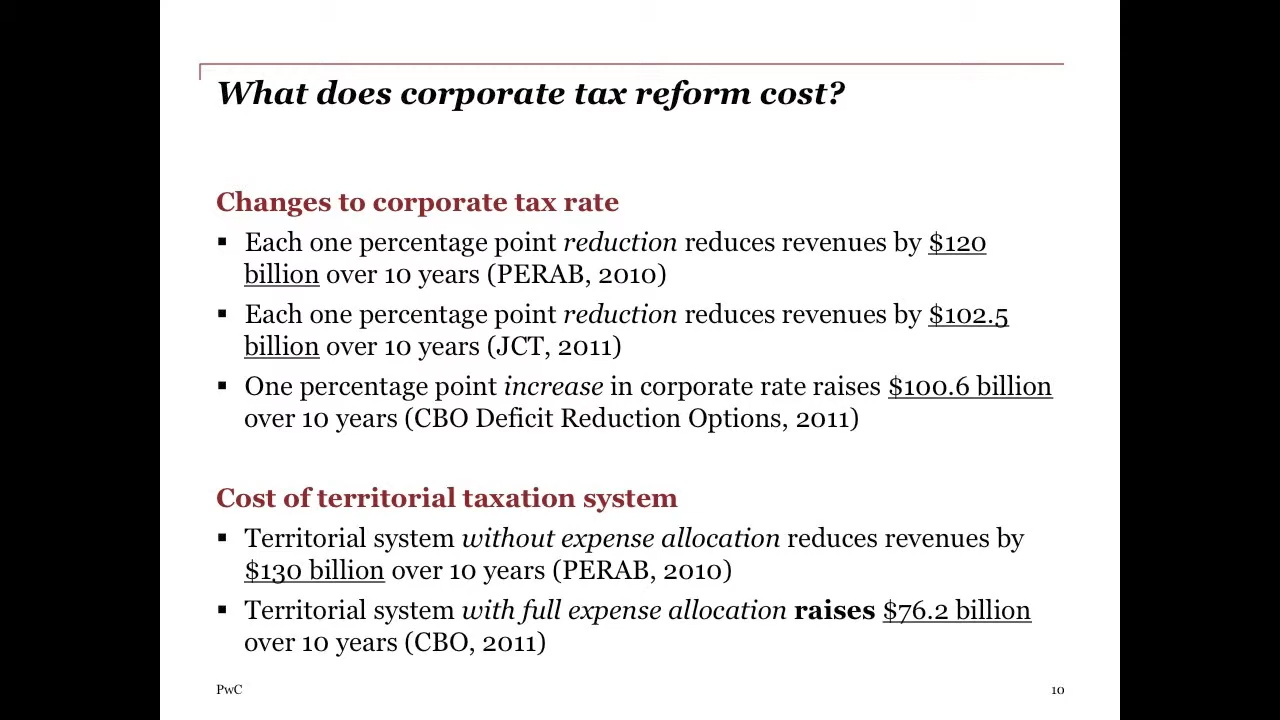 What does corporate tax reform cost?
Changes to corporate tax rate
▪ Each one percentage point reduction reduces revenues by $120
billion over 10 years (PERAB, 2010)
▪ Each one percentage point reduction reduces revenues by $102.5
billion over 10 years (JCT, 2011)
▪ One percentage point increase in corporate rate raises $100.6 billion
over 10 years (CBO Deficit Reduction Options, 2011)
Cost of territorial taxation system
▪ Territorial system without expense allocation reduces revenues by
$130 billion over 10 years (PERAB, 2010)
▪ Territorial system with full expense allocation raises $76.2 billion
over 10 years (CBO, 2011)
PwC
10